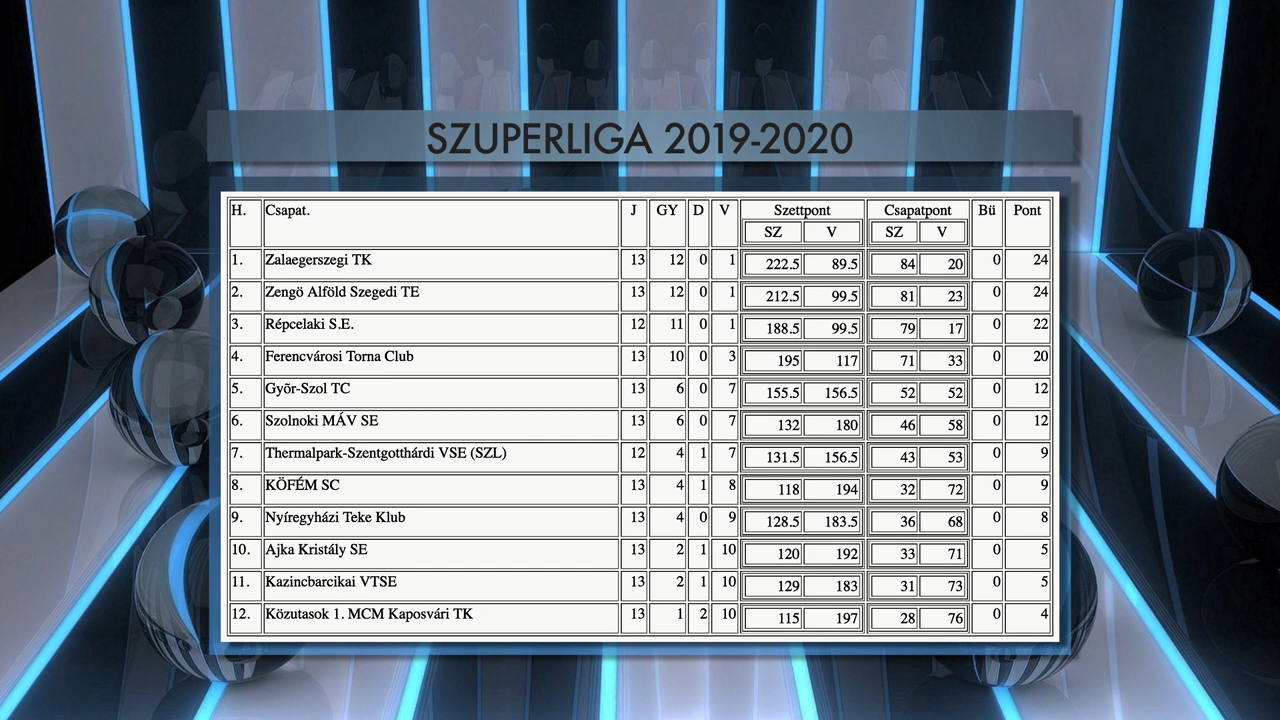 SZUPERLIGA 2019-2020
H. Csapat. J GY D V Szettpont Csapatpont Bü Pont
SZ V SZ V
1. Zalaegerszegi TK 13 12 0 1 222.5 89.5 84 20 0 24
2. Zengö Alföld Szegedi TE 13 12 0 1 212.5 99.5 81 23 0 24
3. Répcelaki S.E. 12 11 0 1 188.5 99.5 79 17 0 22
4. Ferencvárosi Torna Club 13 10 0 3 195 117 71 33 0 20
5. Gyõr-Szol TC 13 6 0 7 155.5 156.5 52 52 0 12
6. Szolnoki MÁV SE 13 6 0 7 132 180 46 58 0 12
7. Thermalpark-Szentgotthárdi VSE (SZL) 12 4 1 7 131.5 156.5 43 53 0 9
8. KÖFÉM SC 13 4 1 8 118 194 32 72 0 9
9. Nyíregyházi Teke Klub 13 4 0 9 128.5 183.5 36 68 0 8
10. Ajka Kristály SE 13 2 1 10 120 192 33 71 0 5
11. Kazincbarcikai VTSE 13 2 1 10 129 183 31 73 0 5
12. Közutasok 1. MCM Kaposvári TK 13 1 2 10 115 197 28 76 0 4